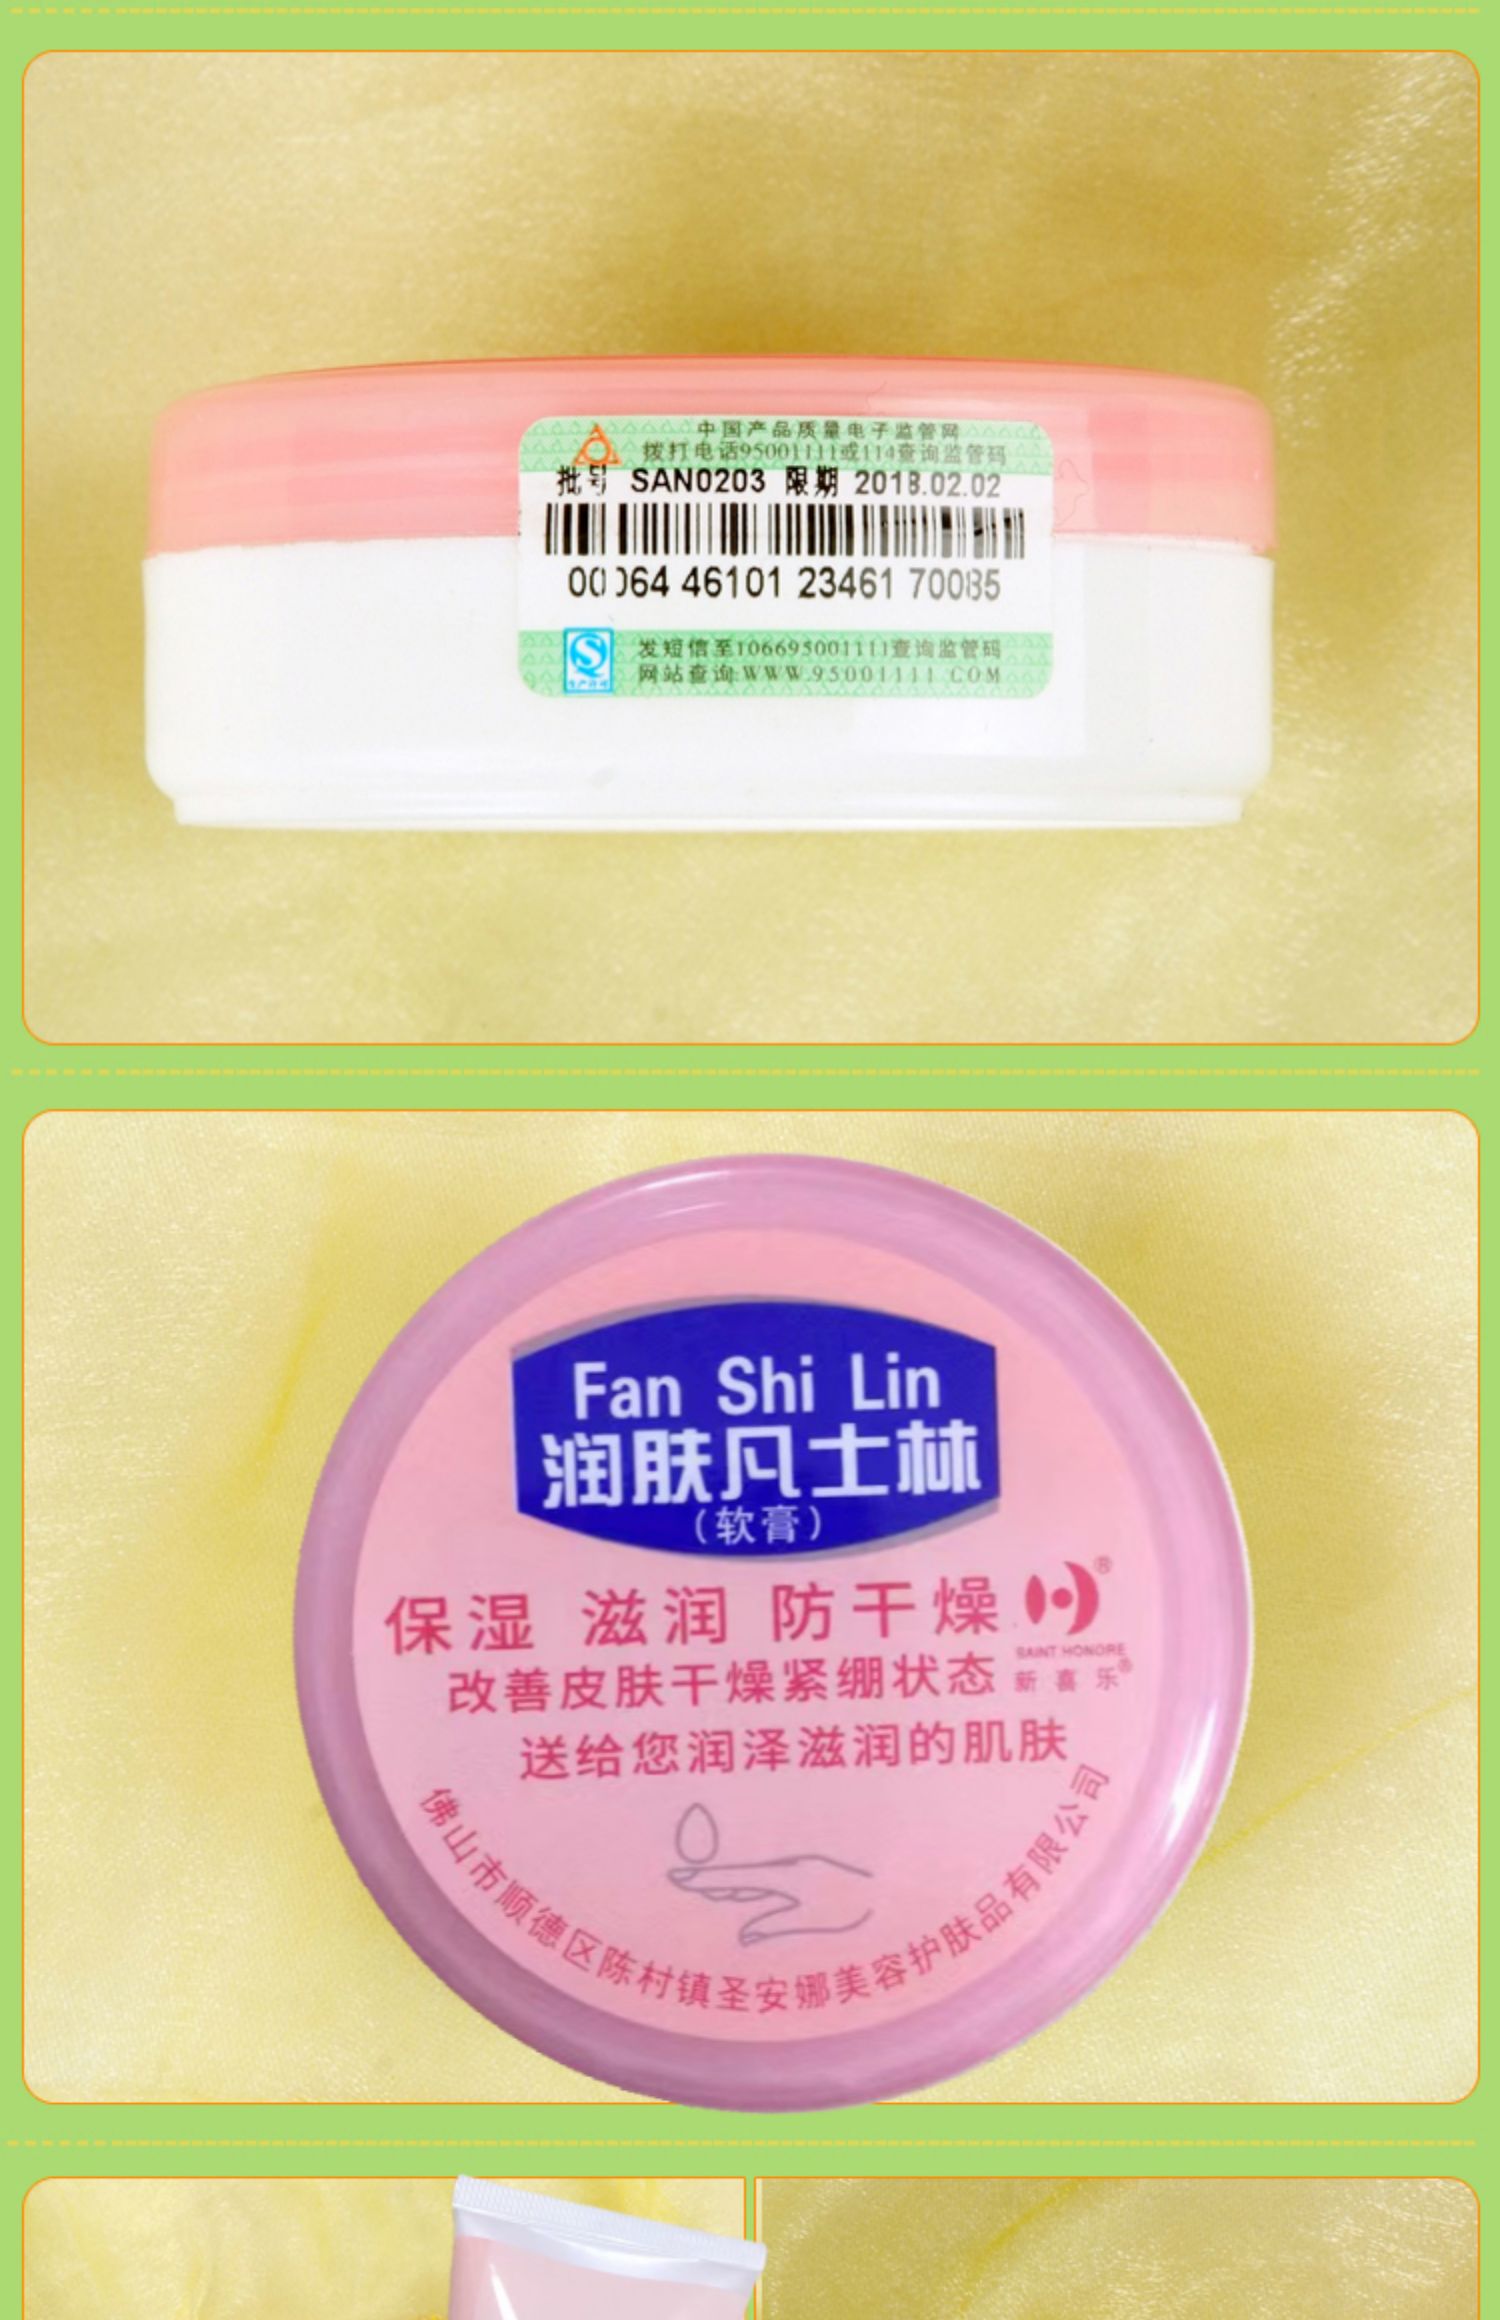 中国产品质量电子监管网
拨打电话95001111或114查询监管码
批号 SAN0203 限期 2018.02.02
00064 46101 23461 70085
发短信至106695001111查询监管码
网站查询:WWW.95001111.COM
Fan Shi Lin
润肤凡士林
（软膏）
保湿 滋润 防干燥
SAINT HONORE
新喜乐®
改善皮肤干燥紧绷状态
送给您润泽滋润的肌肤
佛山市顺德区陈村镇圣安娜美容护肤品有限公司